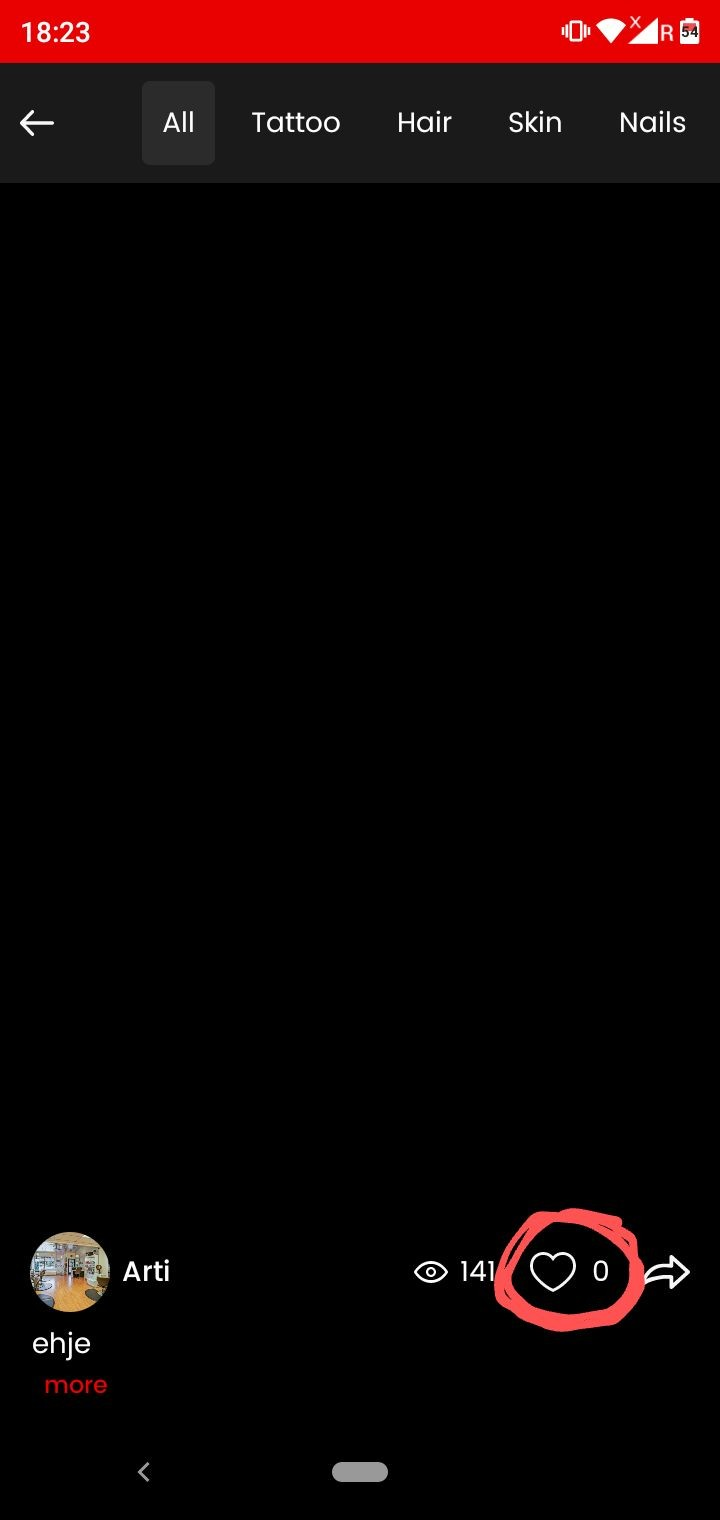 18:23
X R 54
All Tattoo Hair Skin Nails
Arti 141 0
ehje
more